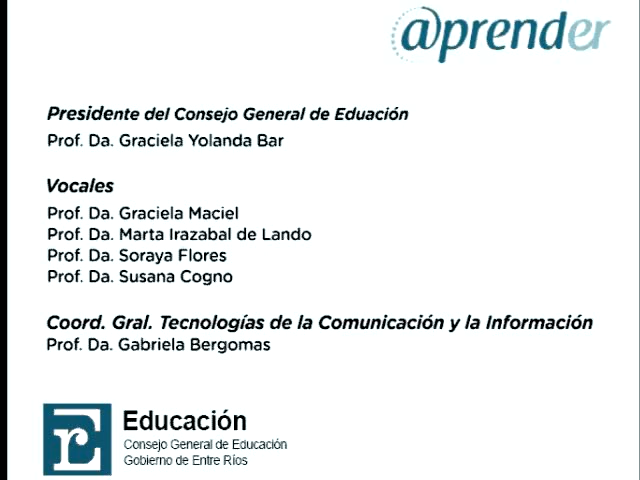 @prender
Presidente del Consejo General de Eduación
Prof. Da. Graciela Yolanda Bar
Vocales
Prof. Da. Graciela Maciel
Prof. Da. Marta Irazabal de Lando
Prof. Da. Soraya Flores
Prof. Da. Susana Cogno
Coord. Gral. Tecnologías de la Comunicación y la Información
Prof. Da. Gabriela Bergomas
Er
Educación
Consejo General de Educación
Gobierno de Entre Ríos